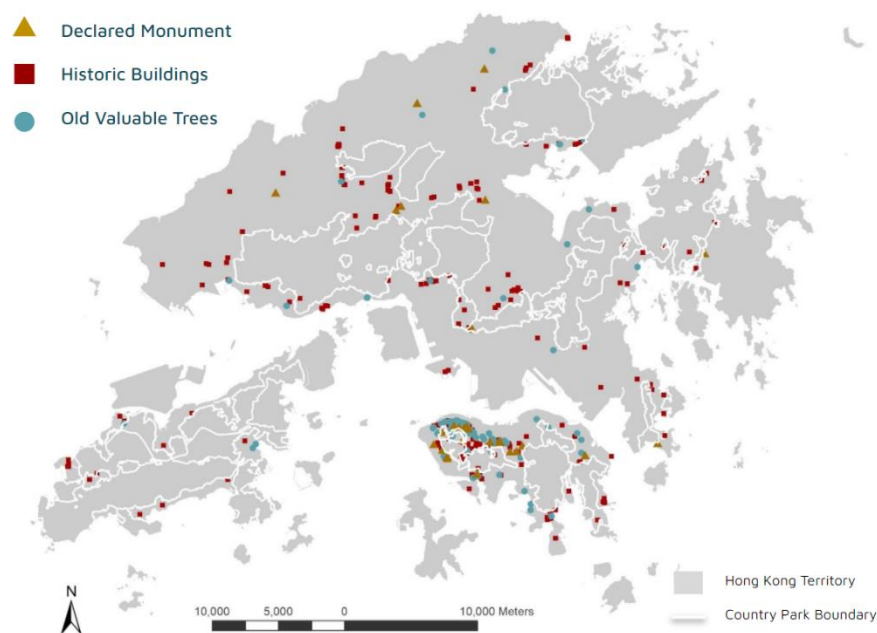 Declared Monument
Historic Buildings
Old Valuable Trees
N
10,000 5,000 0 10,000 Meters
Hong Kong Territory
Country Park Boundary